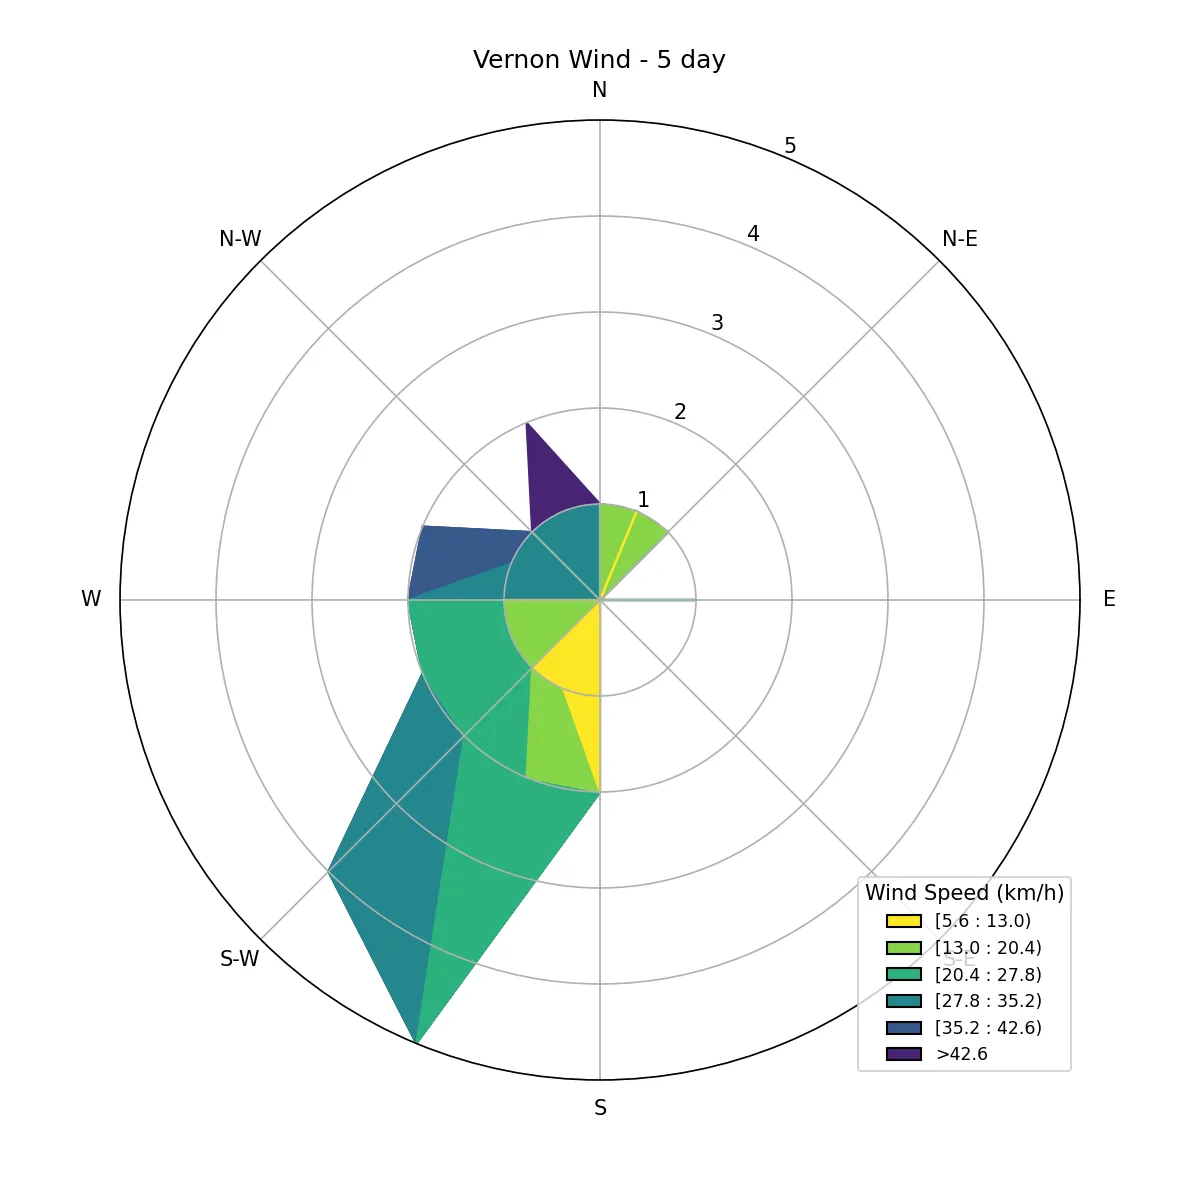 Vernon Wind - 5 day
N
5
4
N-W
N-E
3
2
1
W
E
Wind Speed (km/h)
[5.6 : 13.0)
[13.0 : 20.4)
S-W
S-E
[20.4 : 27.8)
[27.8 : 35.2)
[35.2 : 42.6)
>42.6
S